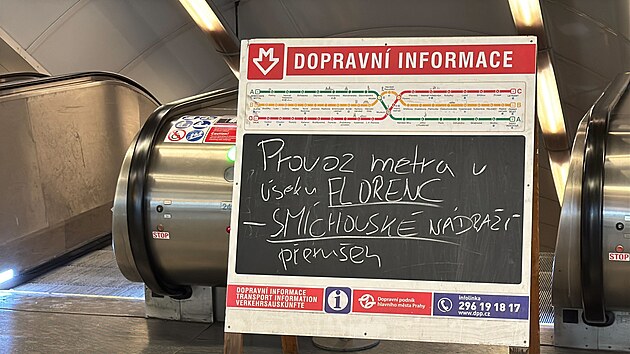 DOPRAVNÍ INFORMACE
A
C
B
B
C
A
Provoz metra v
úseku FLORENC
– SMÍCHOVSKÉ NÁDRAŽÍ
přerušen
STOP
STOP
DOPRAVNÍ INFORMACE
TRANSPORT INFORMATION
VERKEHRSAUSKÜNFTE
i
Dopravní podnik
hlavního města Prahy
infolinka
296 19 18 17
www.dpp.cz